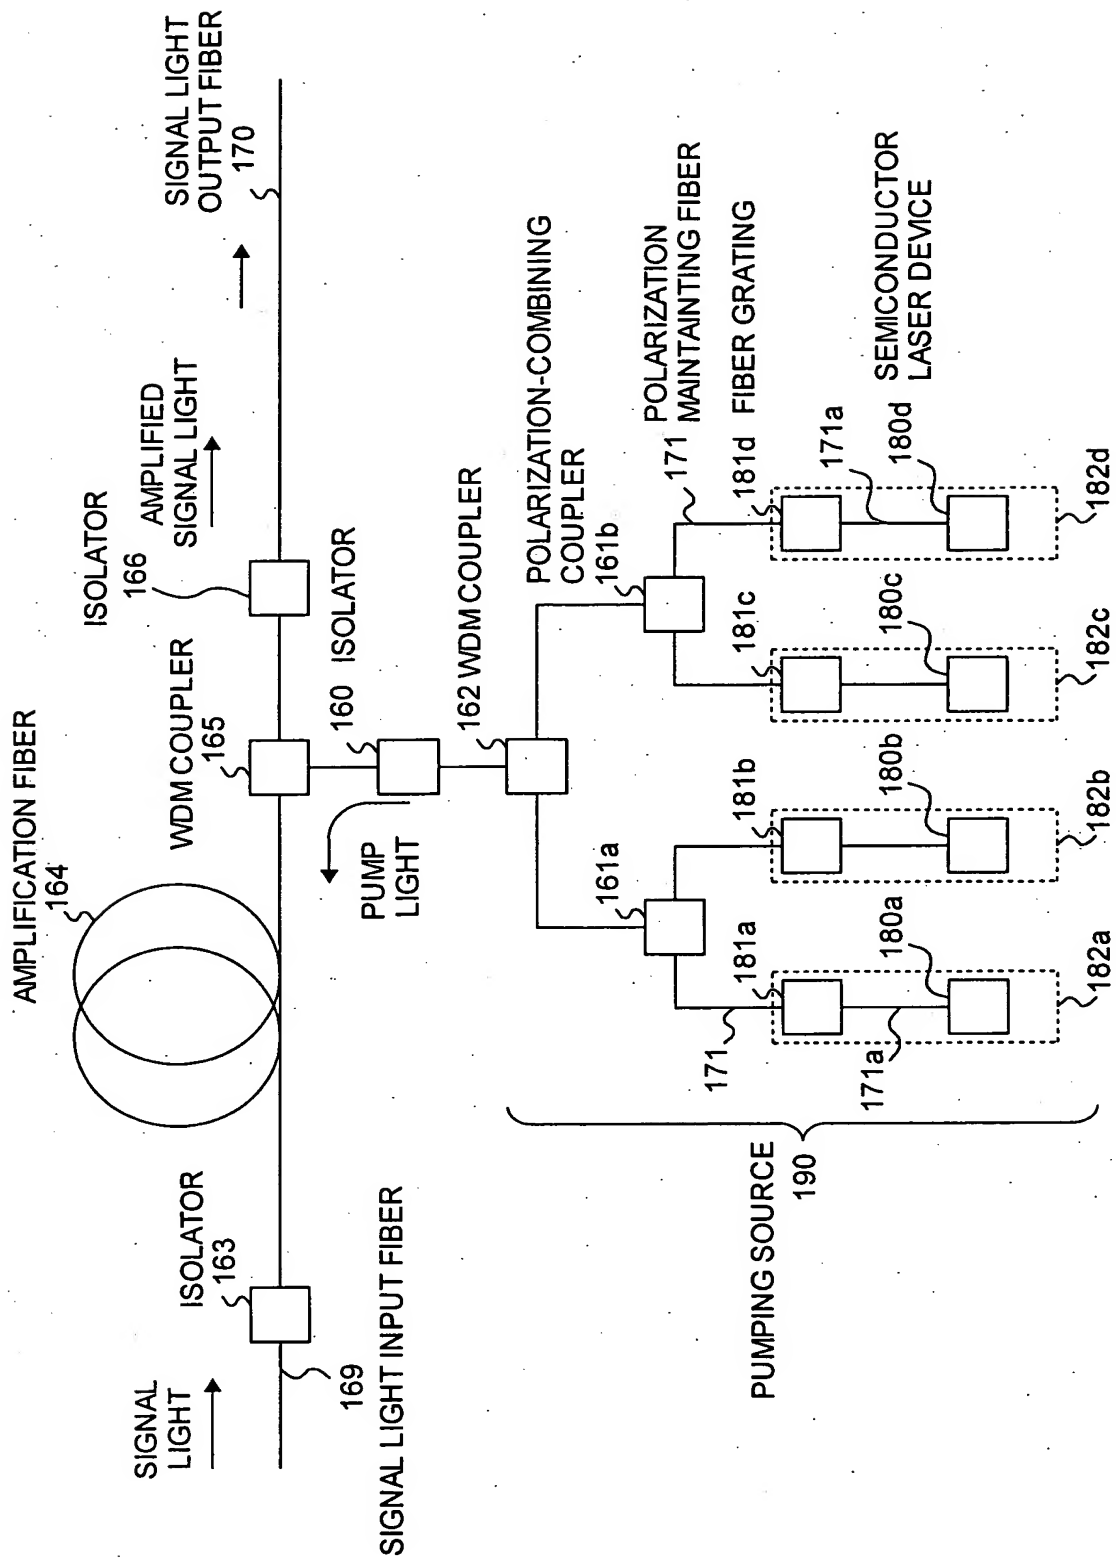 SIGNAL
LIGHT
169
SIGNAL LIGHT INPUT FIBER
ISOLATOR
163
AMPLIFICATION FIBER
164
WDM COUPLER
165
ISOLATOR
166
AMPLIFIED
SIGNAL LIGHT
SIGNAL LIGHT
OUTPUT FIBER
170
PUMP
LIGHT
160 ISOLATOR
162 WDM COUPLER
POLARIZATION-COMBINING
COUPLER
161a
161b
POLARIZATION
MAINTAINTING FIBER
171
171
181a
181b
181c
181d FIBER GRATING
171a
171a
SEMICONDUCTOR
LASER DEVICE
180a
180b
180c
180d
182a
182b
182c
182d
PUMPING SOURCE
190